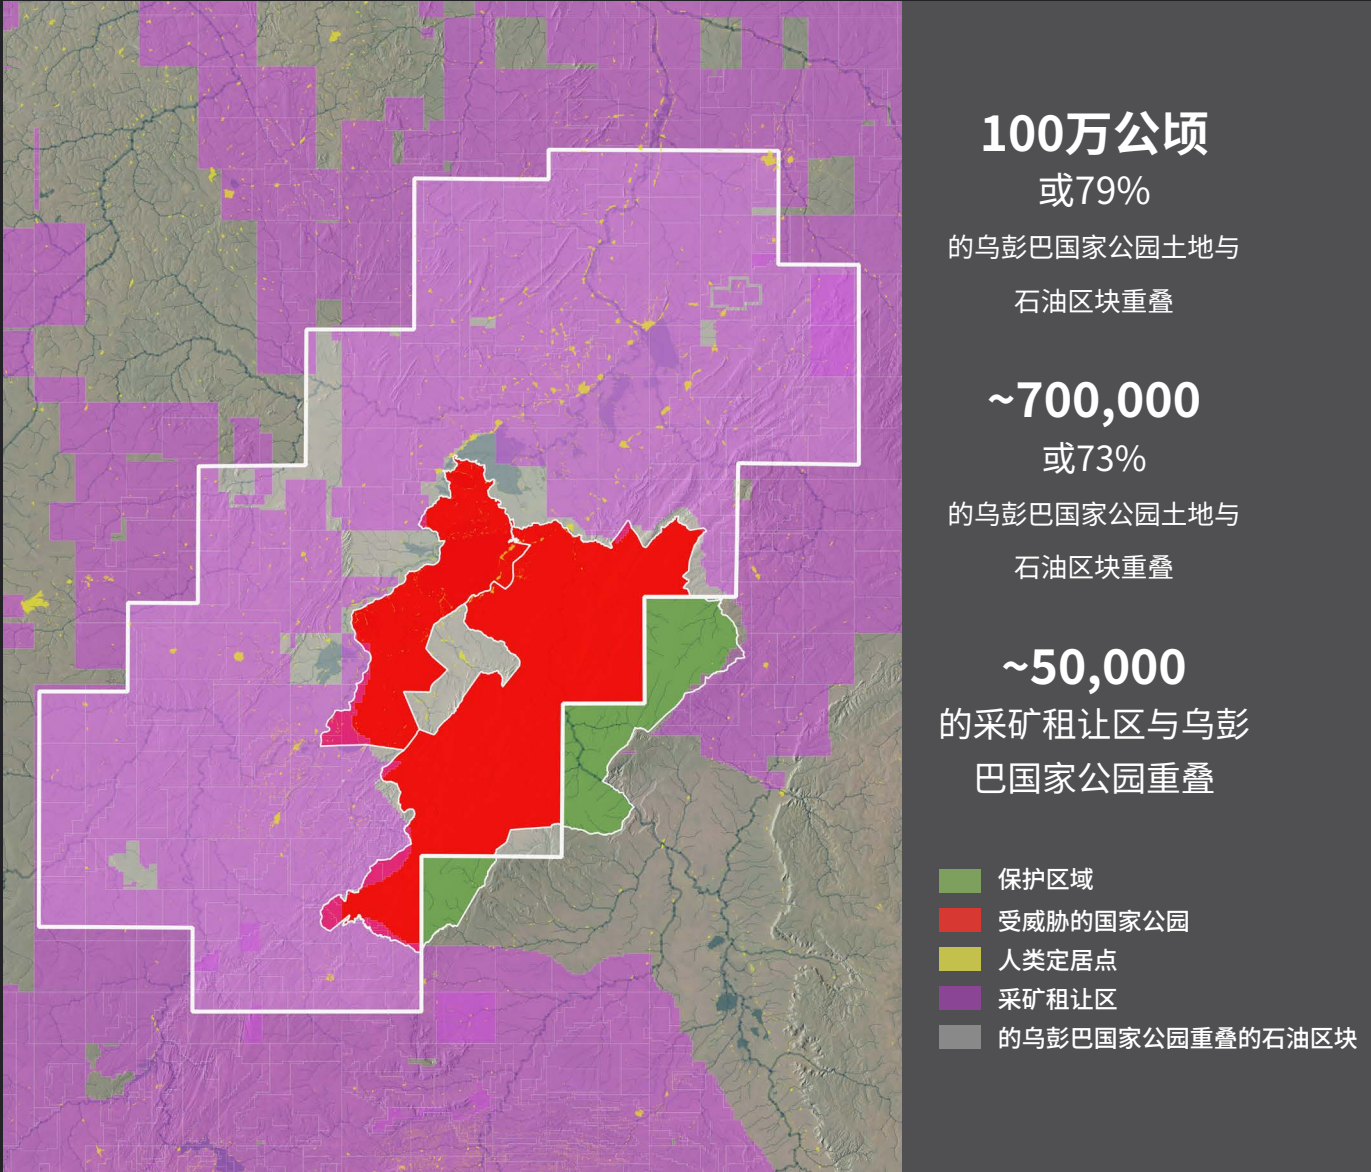 100万公顷
或79%
的乌彭巴国家公园土地与
石油区块重叠
~700,000
或73%
的乌彭巴国家公园土地与
石油区块重叠
~50,000
的采矿租让区与乌彭
巴国家公园重叠
保护区域
受威胁的国家公园
人类定居点
采矿租让区
的乌彭巴国家公园重叠的石油区块